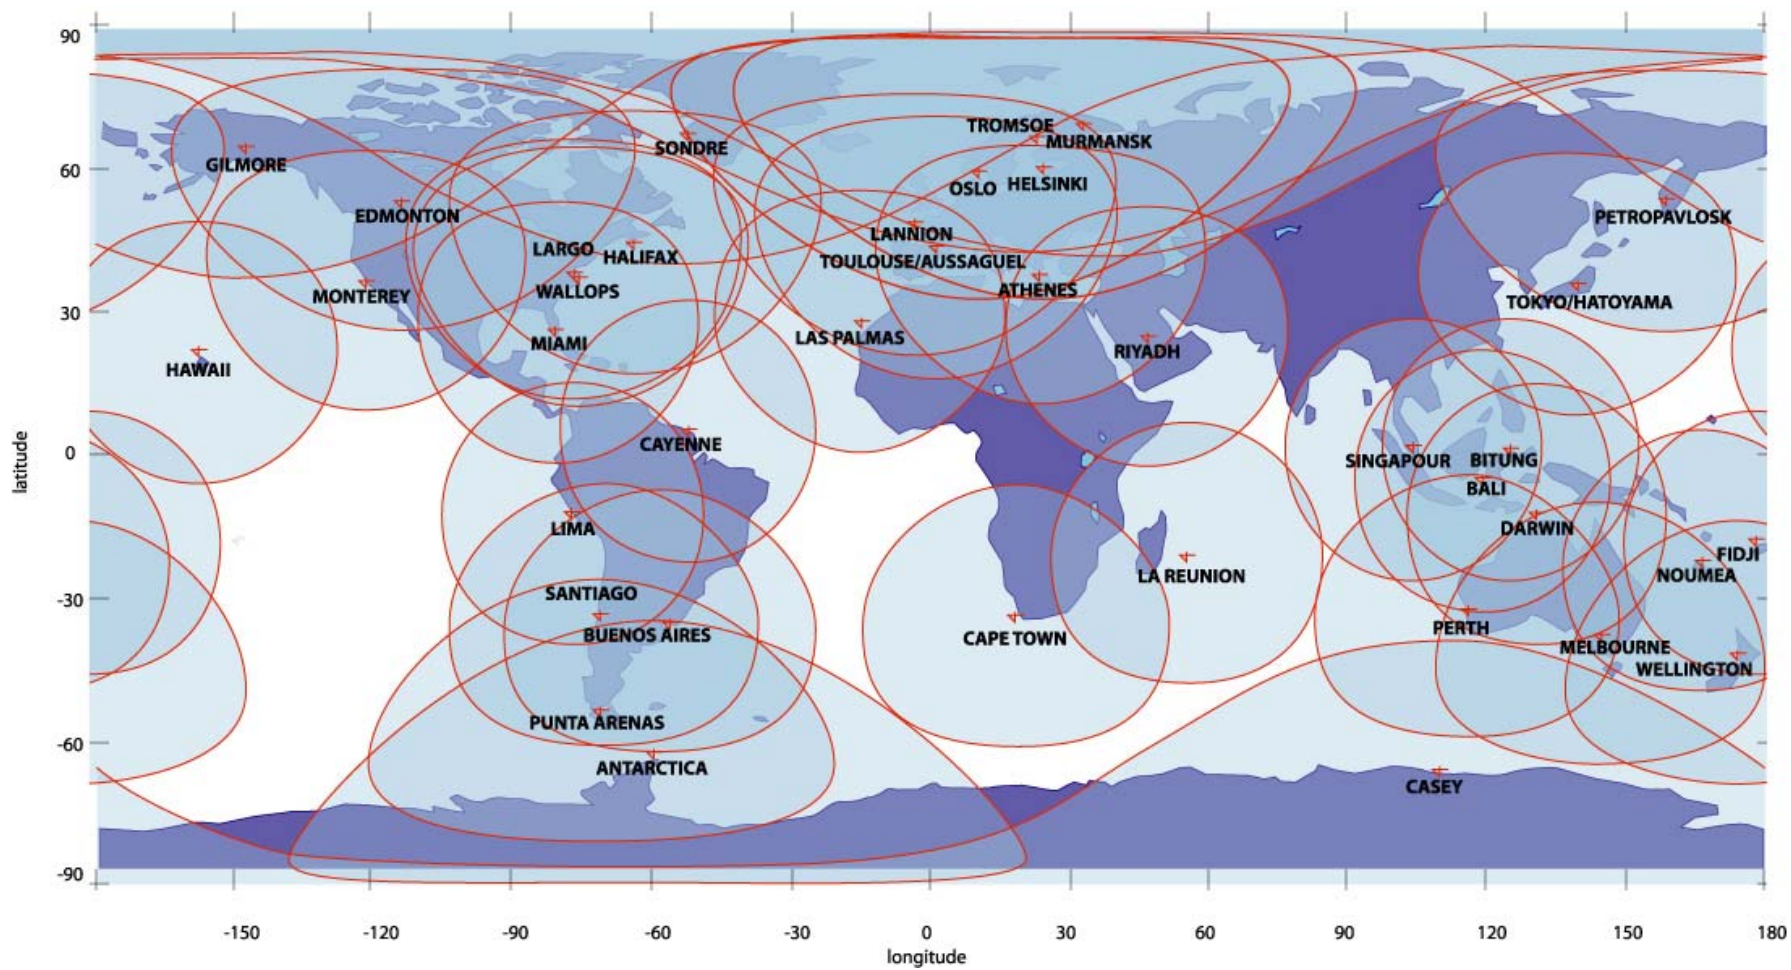 90
60
30
0
-30
-60
-90
latitude
GILMORE
EDMONTON
MONTEREY
HAWAII
SONDRE
LARGO
HALIFAX
WALLOPS
MIAMI
CAYENNE
LIMA
SANTIAGO
BUENOS AIRES
PUNTA ARENAS
ANTARCTICA
TROMSOE
MURMANSK
OSLO
HELSINKI
LANNION
TOULOUSE/AUSSAGUEL
ATHENES
LAS PALMAS
RIYADH
CAPE TOWN
LA REUNION
PETROPAVLOSK
TOKYO/HATOYAMA
SINGAPOUR
BITUNG
BALI
DARWIN
FIDJI
NOUMEA
PERTH
MELBOURNE
WELLINGTON
CASEY
-150
-120
-90
-60
-30
0
30
60
90
120
150
180
longitude